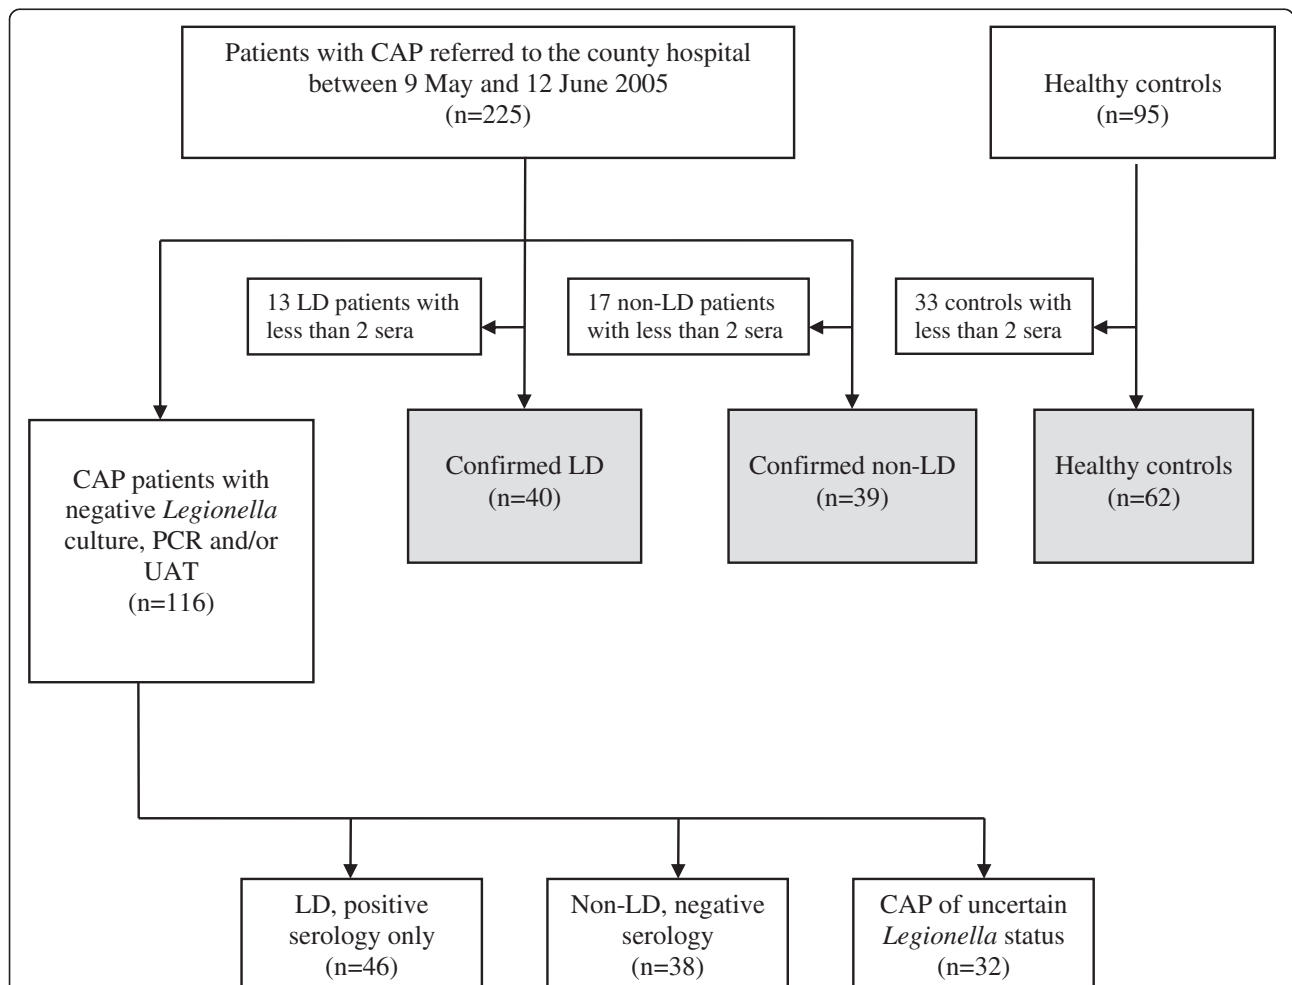 Patients with CAP referred to the county hospital
between 9 May and 12 June 2005
(n=225)
Healthy controls
(n=95)
13 LD patients with
less than 2 sera
17 non-LD patients
with less than 2 sera
33 controls with
less than 2 sera
CAP patients with
negative Legionella
culture, PCR and/or
UAT
(n=116)
Confirmed LD
(n=40)
Confirmed non-LD
(n=39)
Healthy controls
(n=62)
LD, positive
serology only
(n=46)
Non-LD, negative
serology
(n=38)
CAP of uncertain
Legionella status
(n=32)